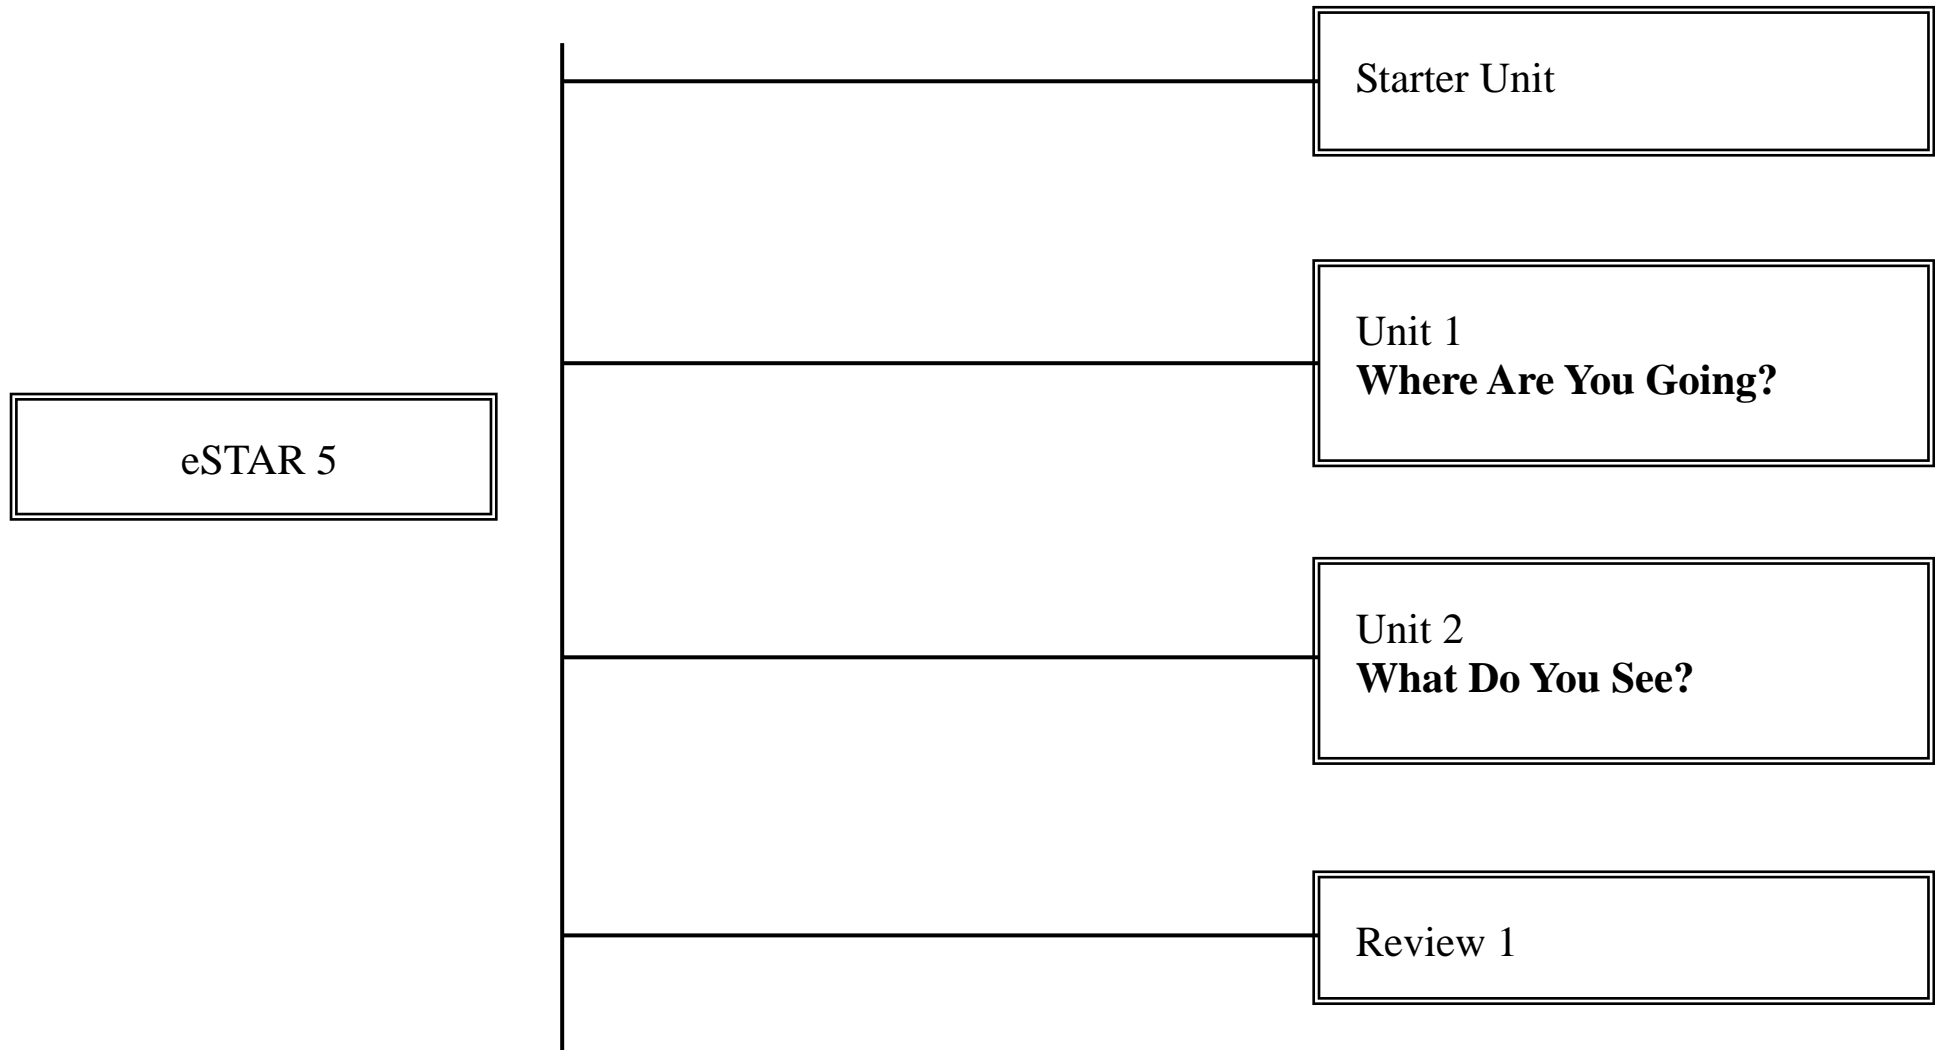 eSTAR 5
Starter Unit
Unit 1
Where Are You Going?
Unit 2
What Do You See?
Review 1